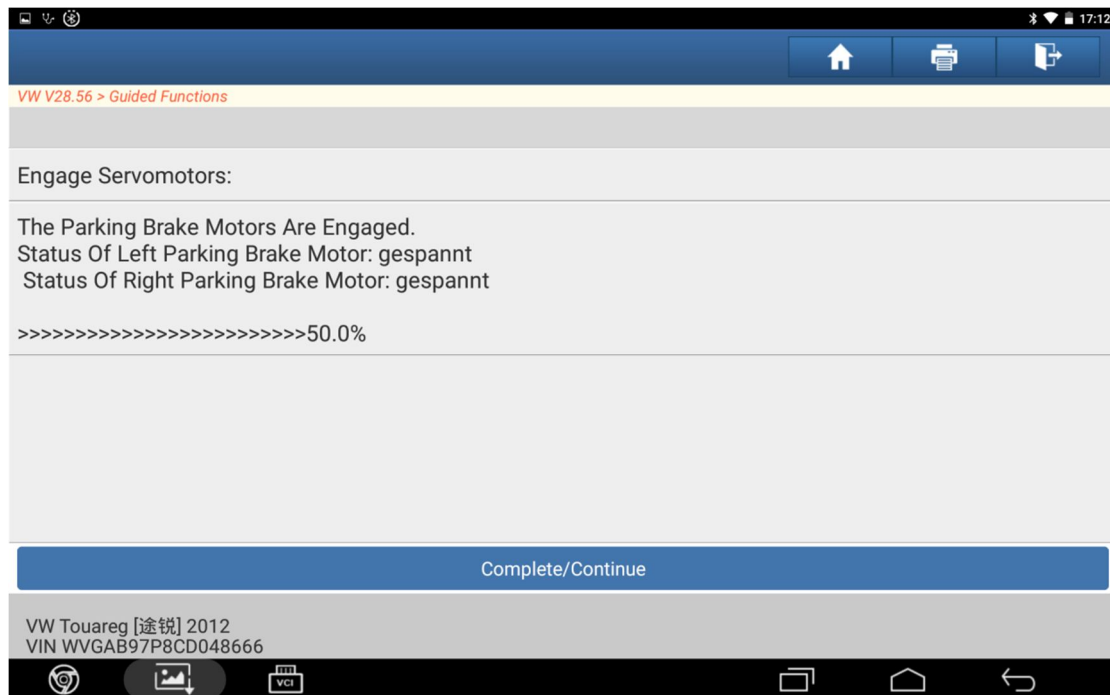 17:12
VW V28.56 > Guided Functions
Engage Servomotors:
The Parking Brake Motors Are Engaged.
Status Of Left Parking Brake Motor: gespannt
Status Of Right Parking Brake Motor: gespannt
>>>>>>>>>>>>>>>>>>>>>>>>>50.0%
Complete/Continue
VW Touareg [途锐] 2012
VIN WVGAB97P8CD048666
VCI